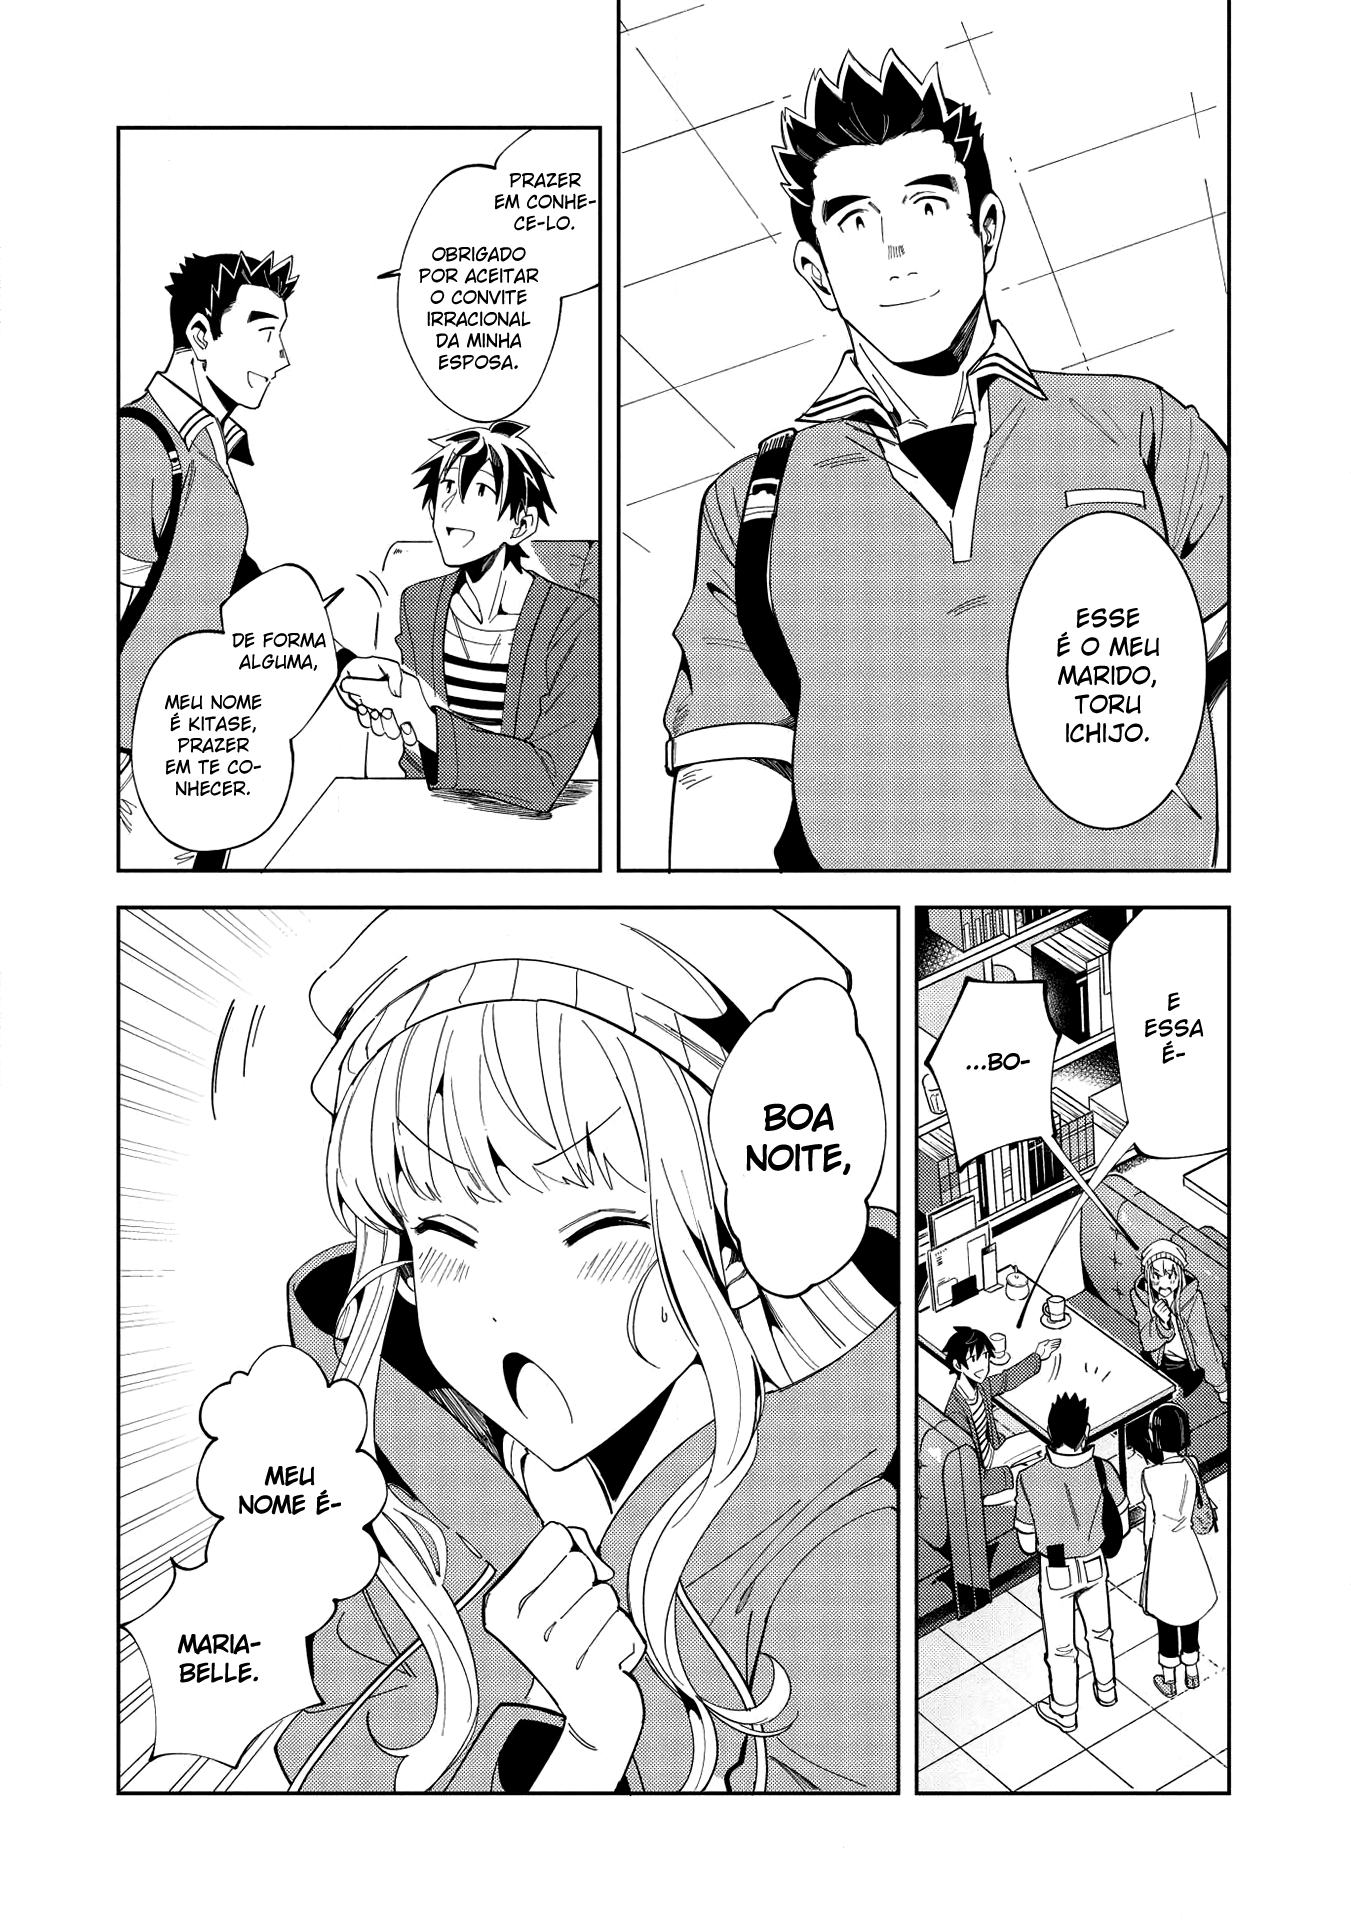 ESSE
É O MEU
MARIDO,
TORU
ICHIJO.
PRAZER
EM CONHE-
CE-LO.
OBRIGADO
POR ACEITAR
O CONVITE
IRRACIONAL
DA MINHA
ESPOSA.
DE FORMA
ALGUMA,
MEU NOME
É KITASE,
PRAZER
EM TE CO-
NHECER.
E
ESSA
É-
...BO-
BOA
NOITE,
MEU
NOME É-
MARIA-
BELLE.